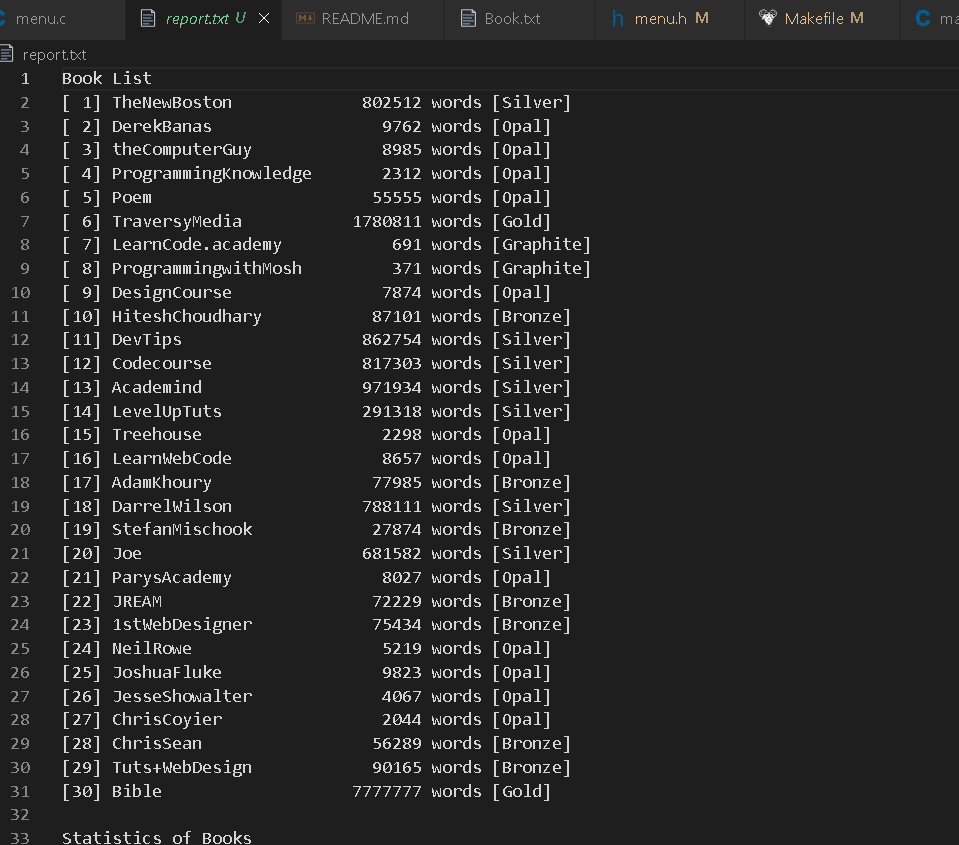 menu.c report.txt U README.md Book.txt h menu.h M Makefile M C ma
report.txt
1 Book List
2 [ 1] TheNewBoston 802512 words [Silver]
3 [ 2] DerekBanas 9762 words [Opal]
4 [ 3] theComputerGuy 8985 words [Opal]
5 [ 4] ProgrammingKnowledge 2312 words [Opal]
6 [ 5] Poem 55555 words [Opal]
7 [ 6] TraversyMedia 1780811 words [Gold]
8 [ 7] LearnCode.academy 691 words [Graphite]
9 [ 8] ProgrammingwithMosh 371 words [Graphite]
10 [ 9] DesignCourse 7874 words [Opal]
11 [10] HiteshChoudhary 87101 words [Bronze]
12 [11] DevTips 862754 words [Silver]
13 [12] Codecourse 817303 words [Silver]
14 [13] Academind 971934 words [Silver]
15 [14] LevelUpTuts 291318 words [Silver]
16 [15] Treehouse 2298 words [Opal]
17 [16] LearnWebCode 8657 words [Opal]
18 [17] AdamKhoury 77985 words [Bronze]
19 [18] DarrelWilson 788111 words [Silver]
20 [19] StefanMischook 27874 words [Bronze]
21 [20] Joe 681582 words [Silver]
22 [21] ParysAcademy 8027 words [Opal]
23 [22] JREAM 72229 words [Bronze]
24 [23] 1stWebDesigner 75434 words [Bronze]
25 [24] NeilRowe 5219 words [Opal]
26 [25] JoshuaFluke 9823 words [Opal]
27 [26] JesseShowalter 4067 words [Opal]
28 [27] ChrisCoyier 2044 words [Opal]
29 [28] ChrisSean 56289 words [Bronze]
30 [29] Tuts+WebDesign 90165 words [Bronze]
31 [30] Bible 7777777 words [Gold]
32
33 Statistics of Books